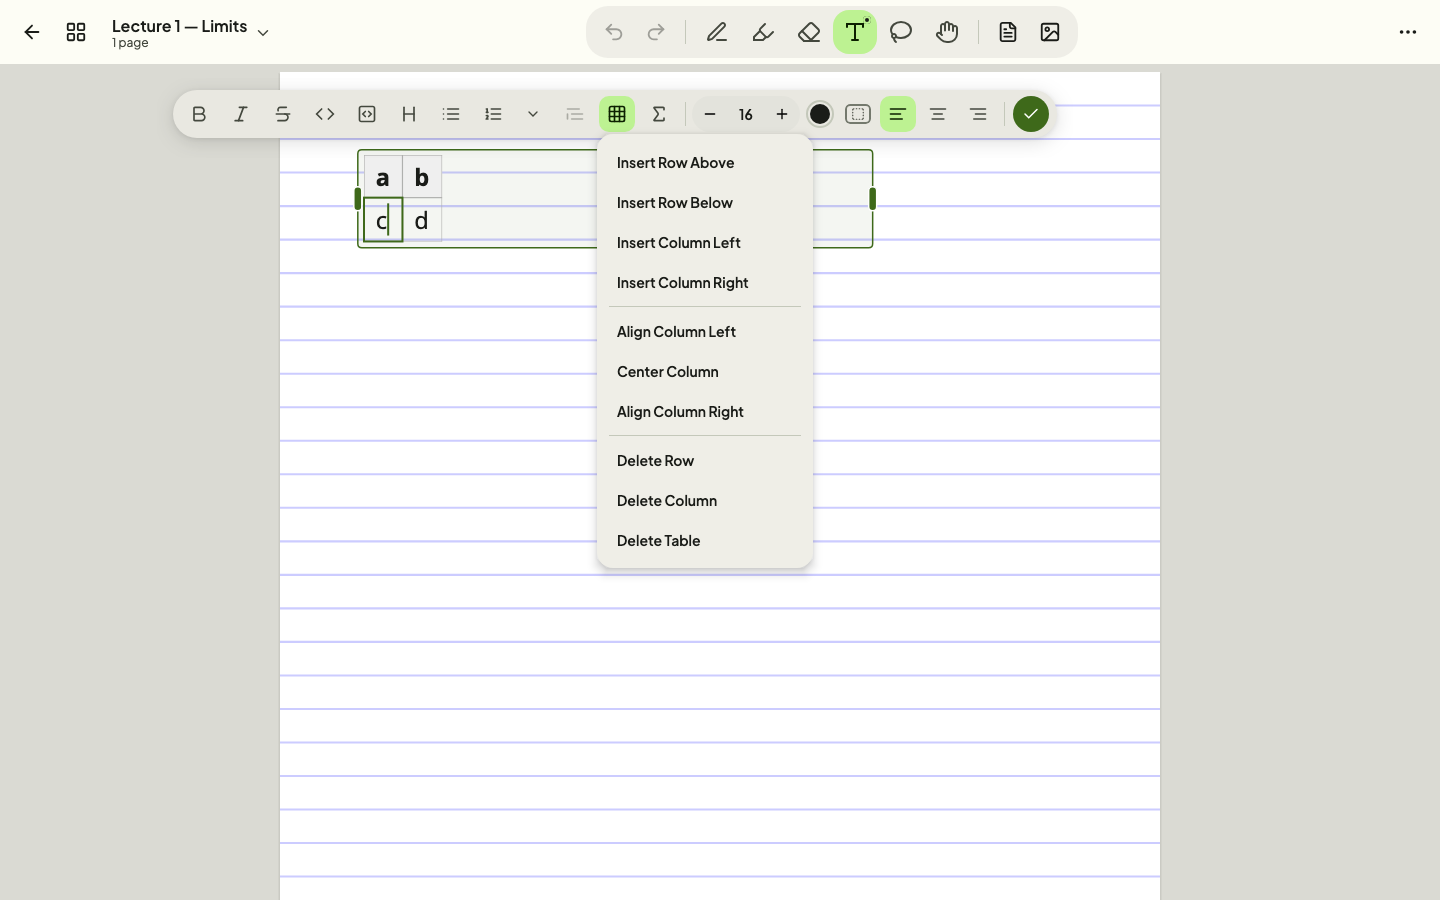 Lecture 1 — Limits
1 page
16
a b
c d
Insert Row Above
Insert Row Below
Insert Column Left
Insert Column Right
Align Column Left
Center Column
Align Column Right
Delete Row
Delete Column
Delete Table